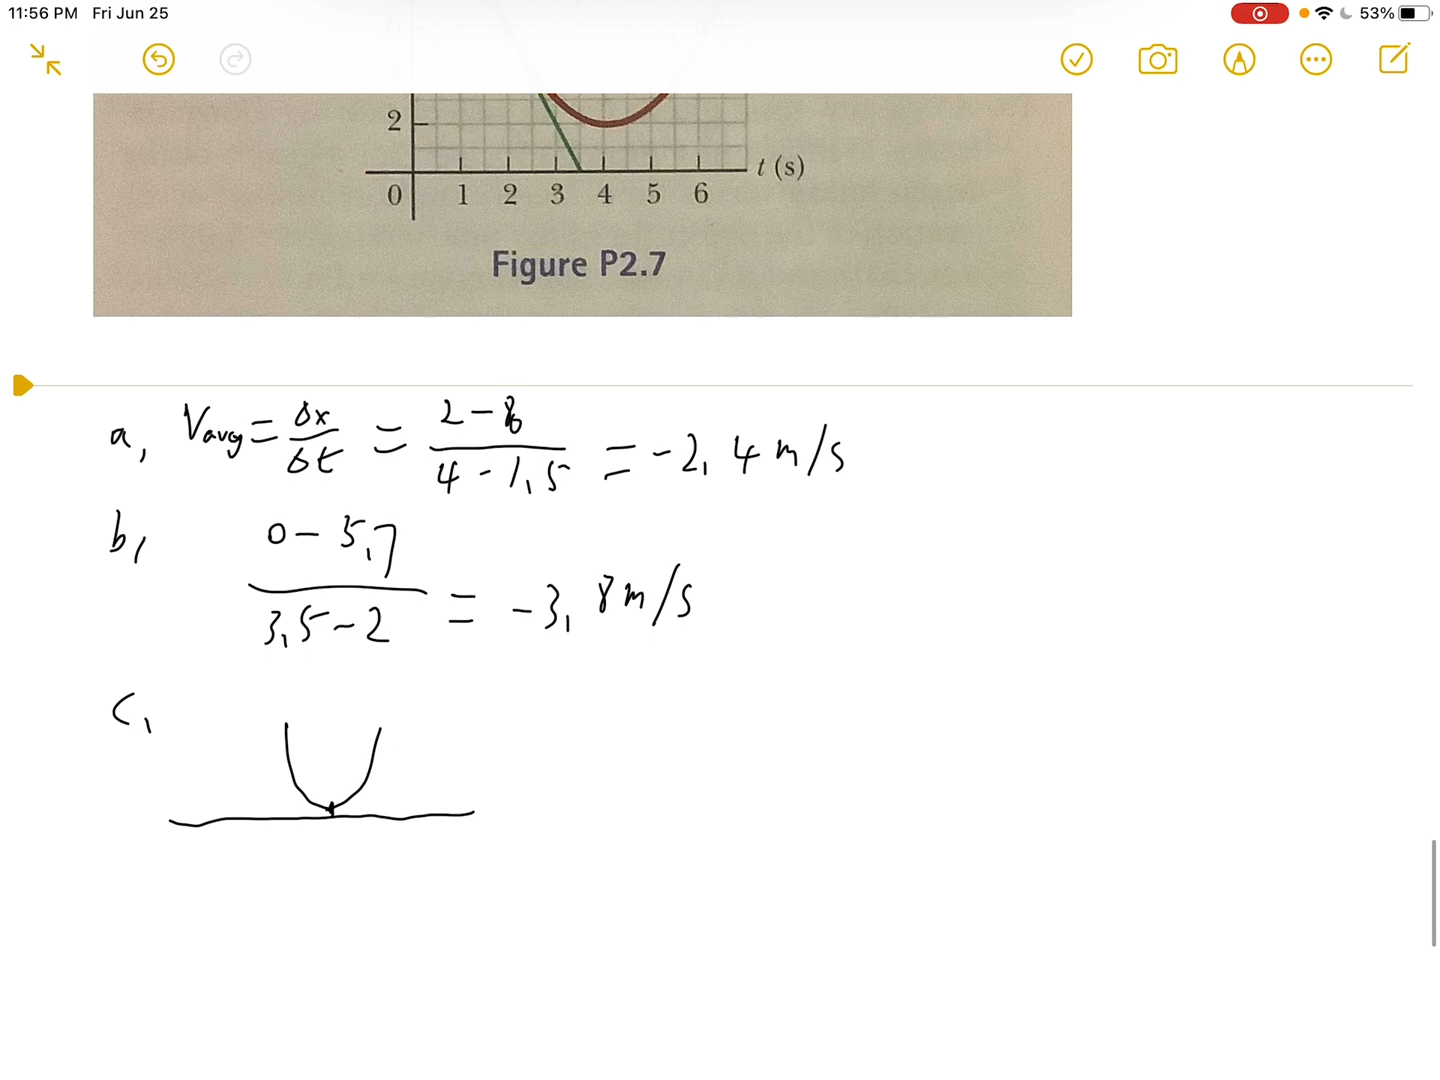 11:56 PM Fri Jun 25 53%
2
t (s)
0 1 2 3 4 5 6
Figure P2.7
a, Vavg = Δx/Δt = (2-8)/(4-1,5) = -2,4 m/s
b, (0-5,7)/(3,5-2) = -3,8 m/s
c,